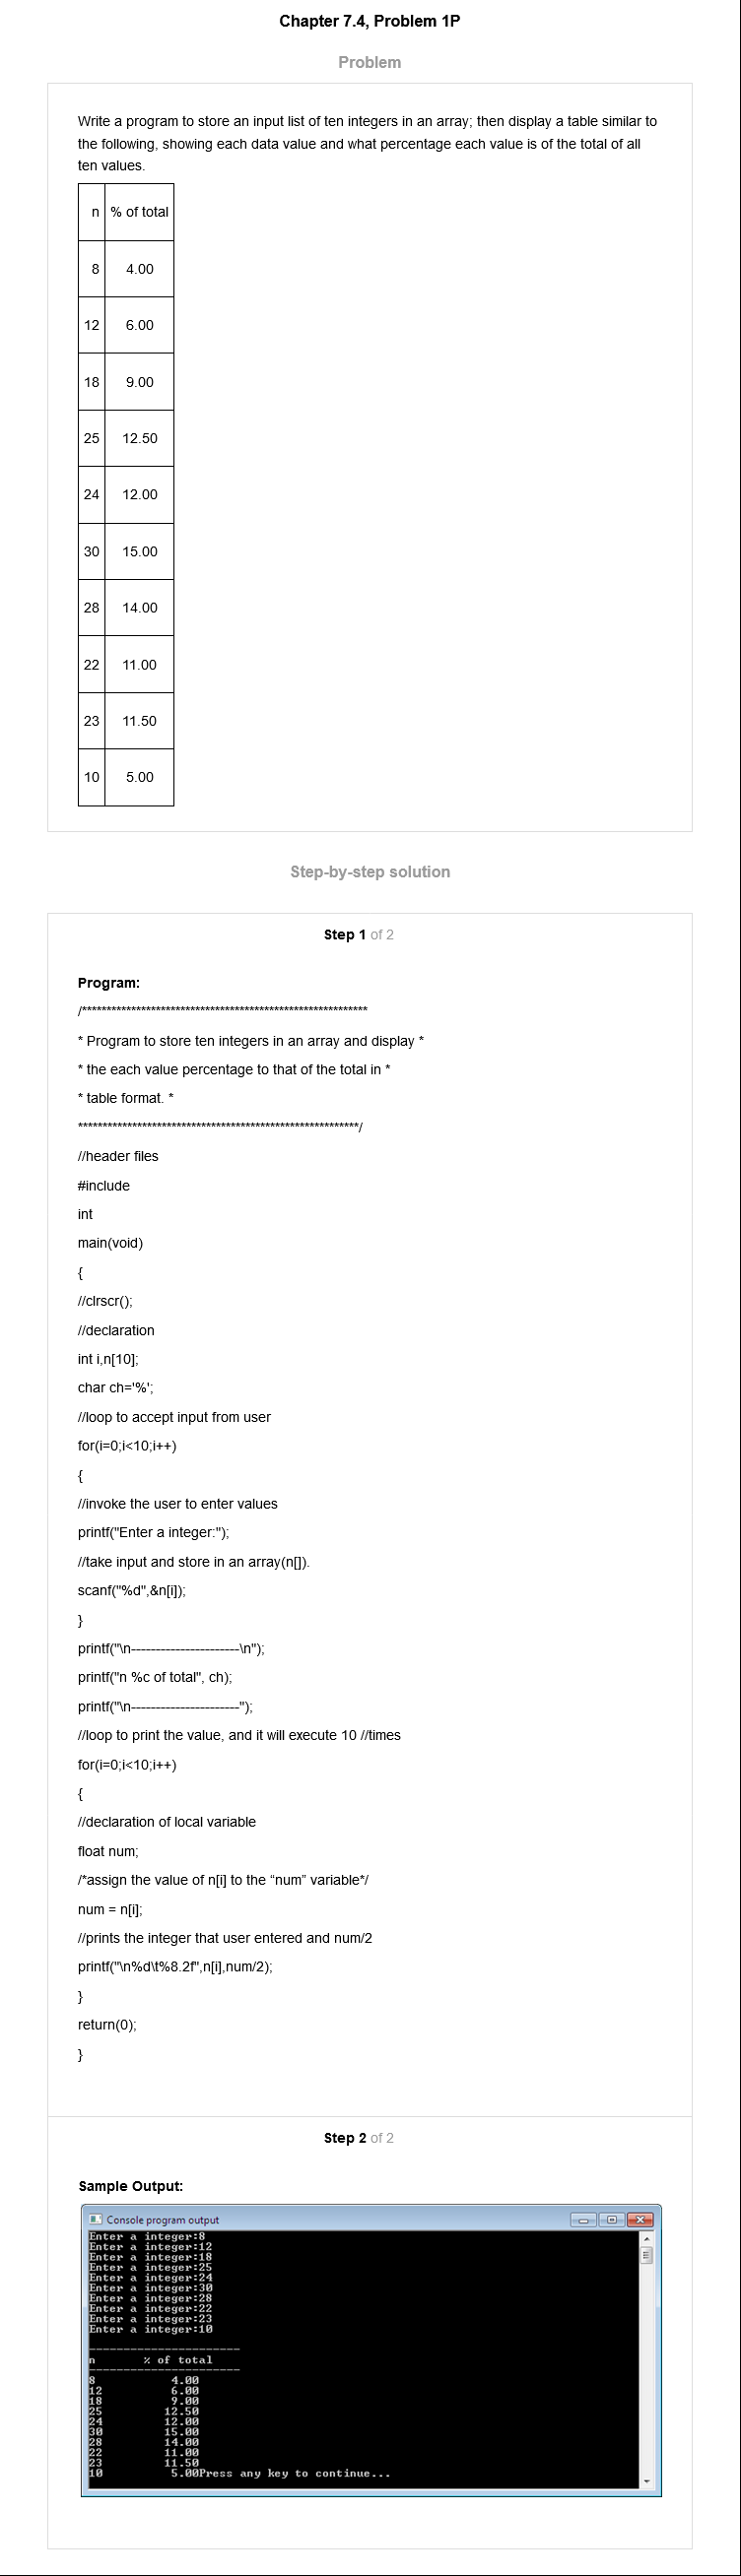 Chapter 7.4, Problem 1P
Problem
Write a program to store an input list of ten integers in an array; then display a table similar to
the following, showing each data value and what percentage each value is of the total of all
ten values.
n % of total
8 4.00
12 6.00
18 9.00
25 12.50
24 12.00
30 15.00
28 14.00
22 11.00
23 11.50
10 5.00
Step-by-step solution
Step 1 of 2
Program:
/**********************************************************
* Program to store ten integers in an array and display *
* the each value percentage to that of the total in *
* table format. *
*********************************************************/
//header files
#include
int
main(void)
{
//clrscr();
//declaration
int i,n[10];
char ch='%';
//loop to accept input from user
for(i=0;i<10;i++)
{
//invoke the user to enter values
printf("Enter a integer:");
//take input and store in an array(n[]).
scanf("%d",&n[i]);
}
printf("\n----------------------\n");
printf("n %c of total", ch);
printf("\n----------------------");
//loop to print the value, and it will execute 10 //times
for(i=0;i<10;i++)
{
//declaration of local variable
float num;
/*assign the value of n[i] to the “num” variable*/
num = n[i];
//prints the integer that user entered and num/2
printf("\n%d\t%8.2f",n[i],num/2);
}
return(0);
}
Step 2 of 2
Sample Output:
Console program output
Enter a integer:8
Enter a integer:12
Enter a integer:18
Enter a integer:25
Enter a integer:24
Enter a integer:30
Enter a integer:28
Enter a integer:22
Enter a integer:23
Enter a integer:10
----------------------
n % of total
----------------------
8 4.00
12 6.00
18 9.00
25 12.50
24 12.00
30 15.00
28 14.00
22 11.00
23 11.50
10 5.00Press any key to continue...